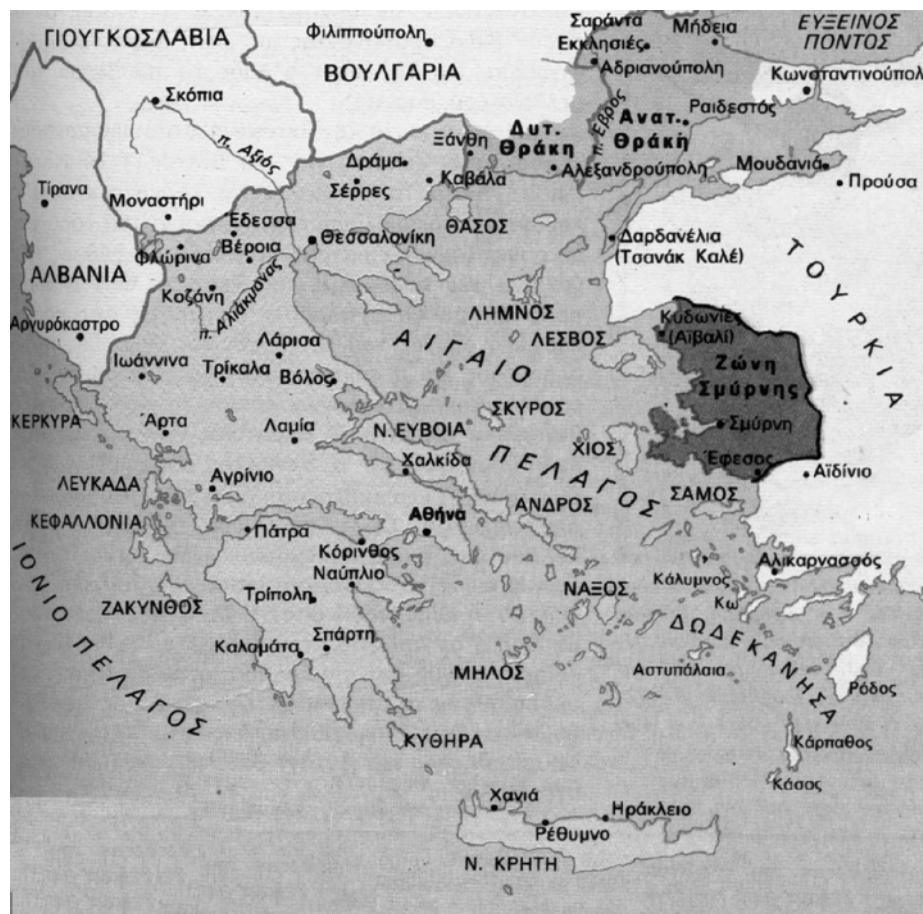 ΓΙΟΥΓΚΟΣΛΑΒΙΑ
Φιλιππούπολη
ΒΟΥΛΓΑΡΙΑ
Σαράντα
Εκκλησιές
Μήδεια
ΕΥΞΕΙΝΟΣ
ΠΟΝΤΟΣ
Αδριανούπολη
Κωνσταντινούπολ
Σκόπια
π. Αξιός
Ξάνθη
Δυτ.
Θράκη
π. Έβρος
Ανατ.
Θράκη
Ραιδεστός
Δράμα
Σέρρες
Καβάλα
Αλεξανδρούπολη
Μουδανιά
Προύσα
Τίρανα
Μοναστήρι
Έδεσσα
Βέροια
Φλώρινα
Θεσσαλονίκη
ΘΑΣΟΣ
Δαρδανέλια
(Τσανάκ Καλέ)
ΤΟΥΡΚΙΑ
ΑΛΒΑΝΙΑ
Κοζάνη
π. Αλιάκμονας
Αργυρόκαστρο
ΛΗΜΝΟΣ
ΑΙΓΑΙΟ
ΠΕΛΑΓΟΣ
ΛΕΣΒΟΣ
Κυδωνίες
(Αϊβαλί)
Ζώνη
Σμύρνης
Σμύρνη
Έφεσος
Αϊδίνιο
Ιωάννινα
Τρίκαλα
Λάρισα
Βόλος
ΚΕΡΚΥΡΑ
Άρτα
Λαμία
Ν. ΕΥΒΟΙΑ
ΣΚΥΡΟΣ
ΧΙΟΣ
Χαλκίδα
ΛΕΥΚΑΔΑ
Αγρίνιο
ΚΕΦΑΛΛΟΝΙΑ
ΑΝΔΡΟΣ
ΣΑΜΟΣ
Πάτρα
Αθήνα
Κόρινθος
Ναύπλιο
ΙΟΝΙΟ ΠΕΛΑΓΟΣ
ΖΑΚΥΝΘΟΣ
Τρίπολη
ΝΑΞΟΣ
Κάλυμνος
Αλικαρνασσός
Κω
ΔΩΔΕΚΑΝΗΣΑ
Καλαμάτα
Σπάρτη
ΜΗΛΟΣ
Αστυπάλαια
Ρόδος
ΚΥΘΗΡΑ
Κάρπαθος
Κάσος
Χανιά
Ρέθυμνο
Ηράκλειο
Ν. ΚΡΗΤΗ